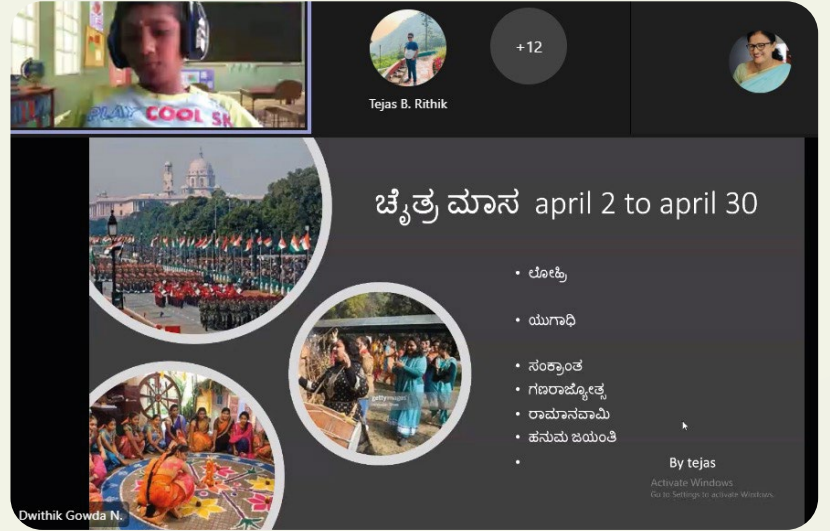 PLAY COOL SK
Tejas B. Rithik
+12
ಚೈತ್ರ ಮಾಸ april 2 to april 30
• ಲೋಹ್ರಿ
• ಯುಗಾಧಿ
• ಸಂಕ್ರಾಂತ
• ಗಣರಾಜ್ಯೋತ್ಸ
• ರಾಮಾನವಾಮಿ
• ಹನುಮ ಜಯಂತಿ
•
By tejas
gettyimages
Activate Windows
Go to Settings to activate Windows.
Dwithik Gowda N.